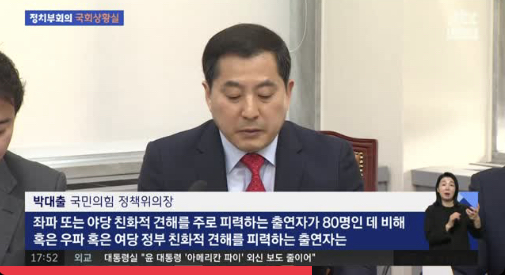 정치부회의 국회상황실
jtbc
박대출 국민의힘 정책위의장
좌파 또는 야당 친화적 견해를 주로 피력하는 출연자가 80명인 데 비해
혹은 우파 혹은 여당 정부 친화적 견해를 피력하는 출연자는
17:52 외교 대통령실 "윤 대통령 '아메리칸 파이' 외신 보도 줄이어"